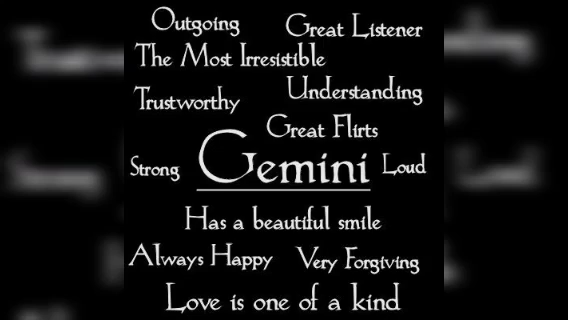 Outgoing
Great Listener
The Most Irresistible
Trustworthy
Understanding
Great Flirts
Strong
Gemini
Loud
Has a beautiful smile
Always Happy
Very Forgiving
Love is one of a kind